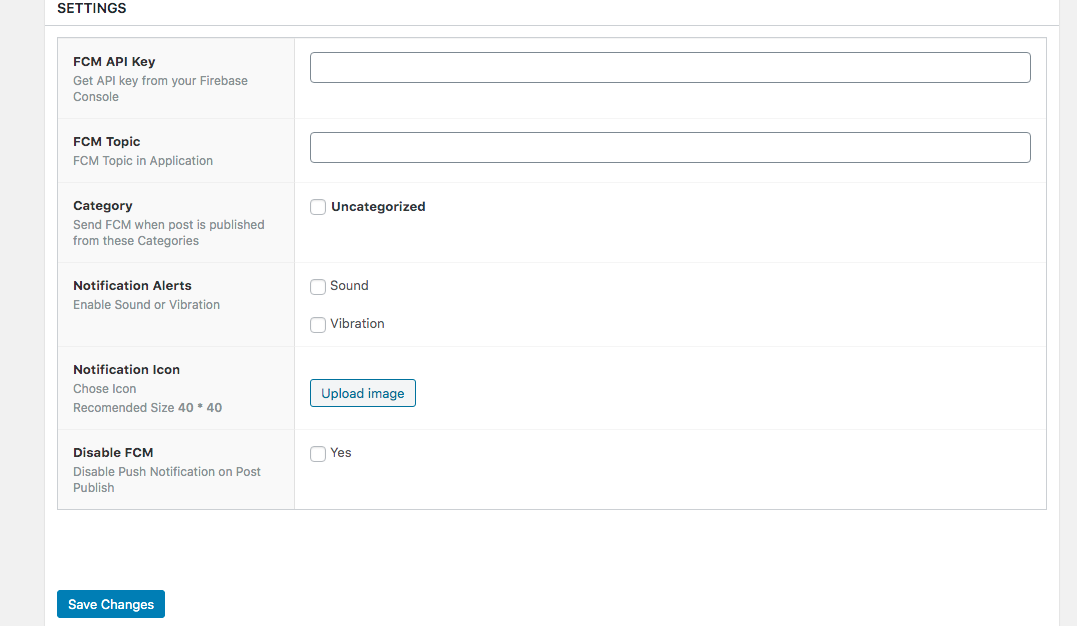 SETTINGS
FCM API Key
Get API key from your Firebase
Console
FCM Topic
FCM Topic in Application
Category
Send FCM when post is published
from these Categories
Uncategorized
Notification Alerts
Enable Sound or Vibration
Sound
Vibration
Notification Icon
Chose Icon
Recomended Size 40 * 40
Upload image
Disable FCM
Disable Push Notification on Post
Publish
Yes
Save Changes